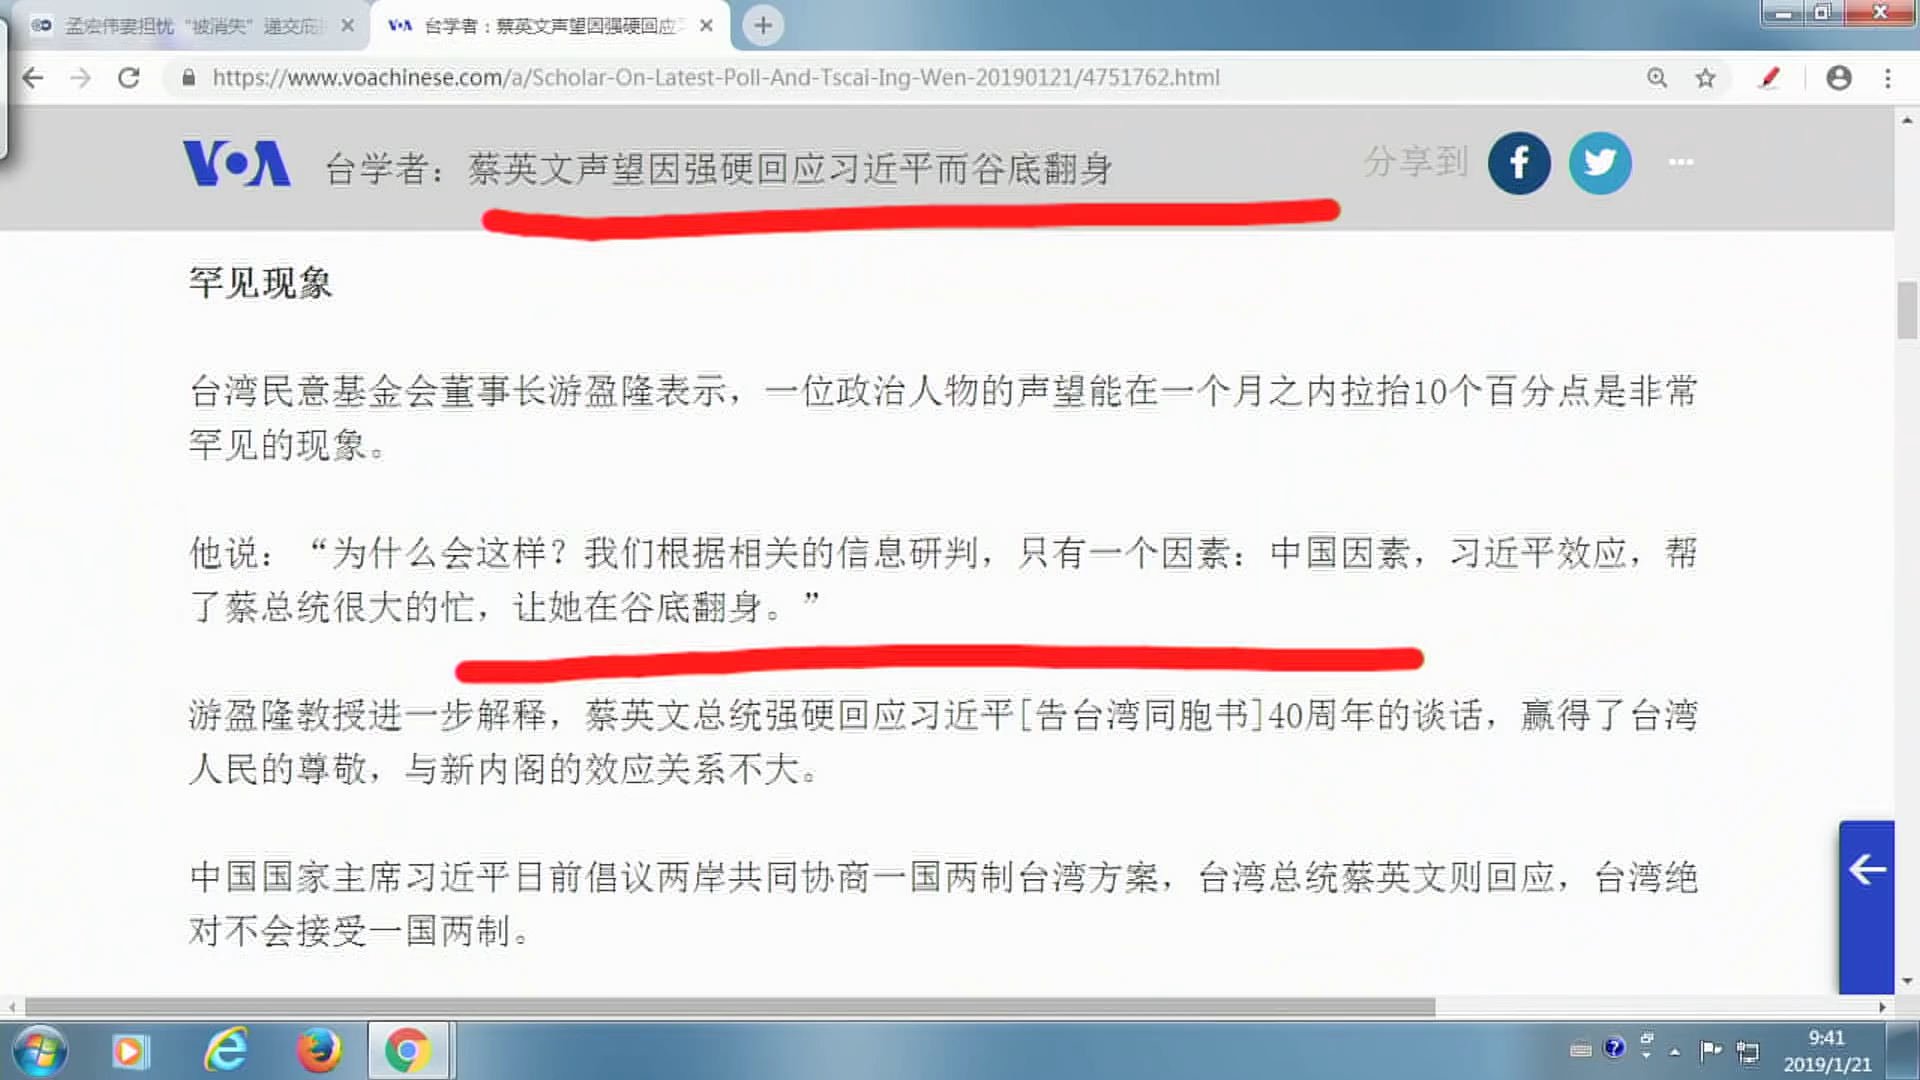 孟宏伟妻担忧“被消失”递交庇
台学者：蔡英文声望因强硬回应
https://www.voachinese.com/a/Scholar-On-Latest-Poll-And-Tscai-Ing-Wen-20190121/4751762.html
VOA 台学者：蔡英文声望因强硬回应习近平而谷底翻身 分享到
罕见现象
台湾民意基金会董事长游盈隆表示，一位政治人物的声望能在一个月之内拉抬10个百分点是非常
罕见的现象。
他说：“为什么会这样？我们根据相关的信息研判，只有一个因素：中国因素，习近平效应，帮
了蔡总统很大的忙，让她在谷底翻身。”
游盈隆教授进一步解释，蔡英文总统强硬回应习近平[告台湾同胞书]40周年的谈话，赢得了台湾
人民的尊敬，与新内阁的效应关系不大。
中国国家主席习近平目前倡议两岸共同协商一国两制台湾方案，台湾总统蔡英文则回应，台湾绝
对不会接受一国两制。
9:41
2019/1/21